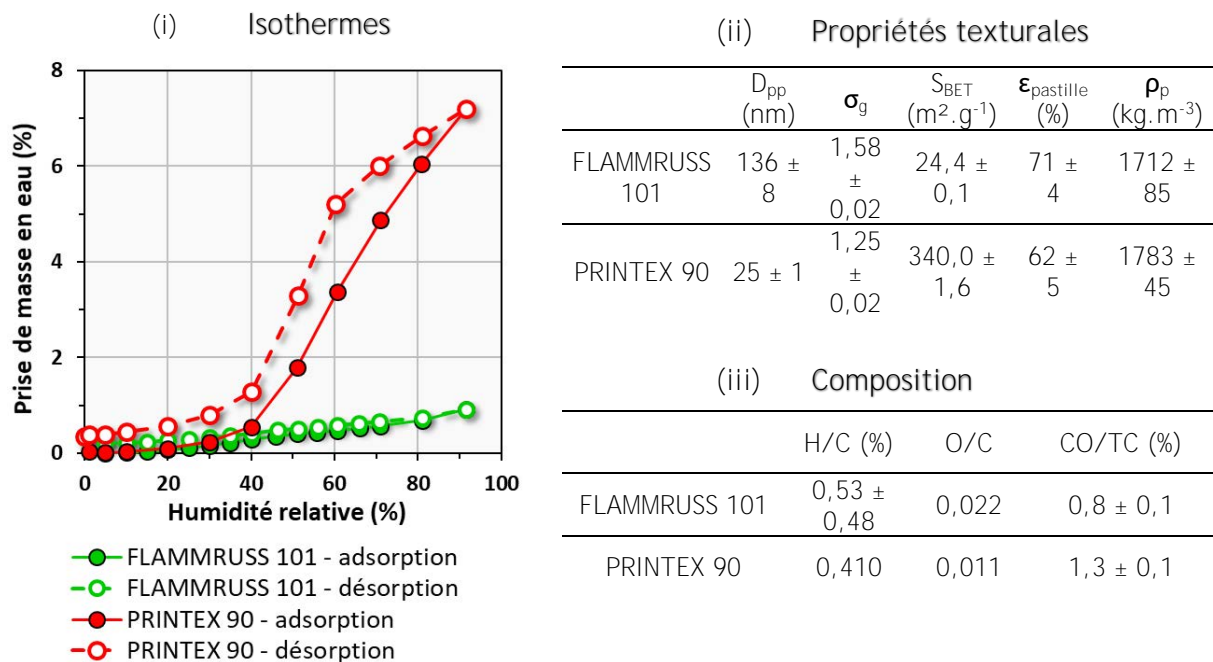 (i) Isothermes
8
6
4
2
0
0 20 40 60 80 100
Prise de masse en eau (%)
Humidité relative (%)
FLAMMRUSS 101 - adsorption
FLAMMRUSS 101 - désorption
PRINTEX 90 - adsorption
PRINTEX 90 - désorption
(ii) Propriétés texturales
Dpp (nm) σg SBET (m².g-1) εpastille (%) ρp (kg.m-3)
FLAMMRUSS 101 136 ± 8 1,58 ± 0,02 24,4 ± 0,1 71 ± 4 1712 ± 85
PRINTEX 90 25 ± 1 1,25 ± 0,02 340,0 ± 1,6 62 ± 5 1783 ± 45
(iii) Composition
H/C (%) O/C CO/TC (%)
FLAMMRUSS 101 0,53 ± 0,48 0,022 0,8 ± 0,1
PRINTEX 90 0,410 0,011 1,3 ± 0,1